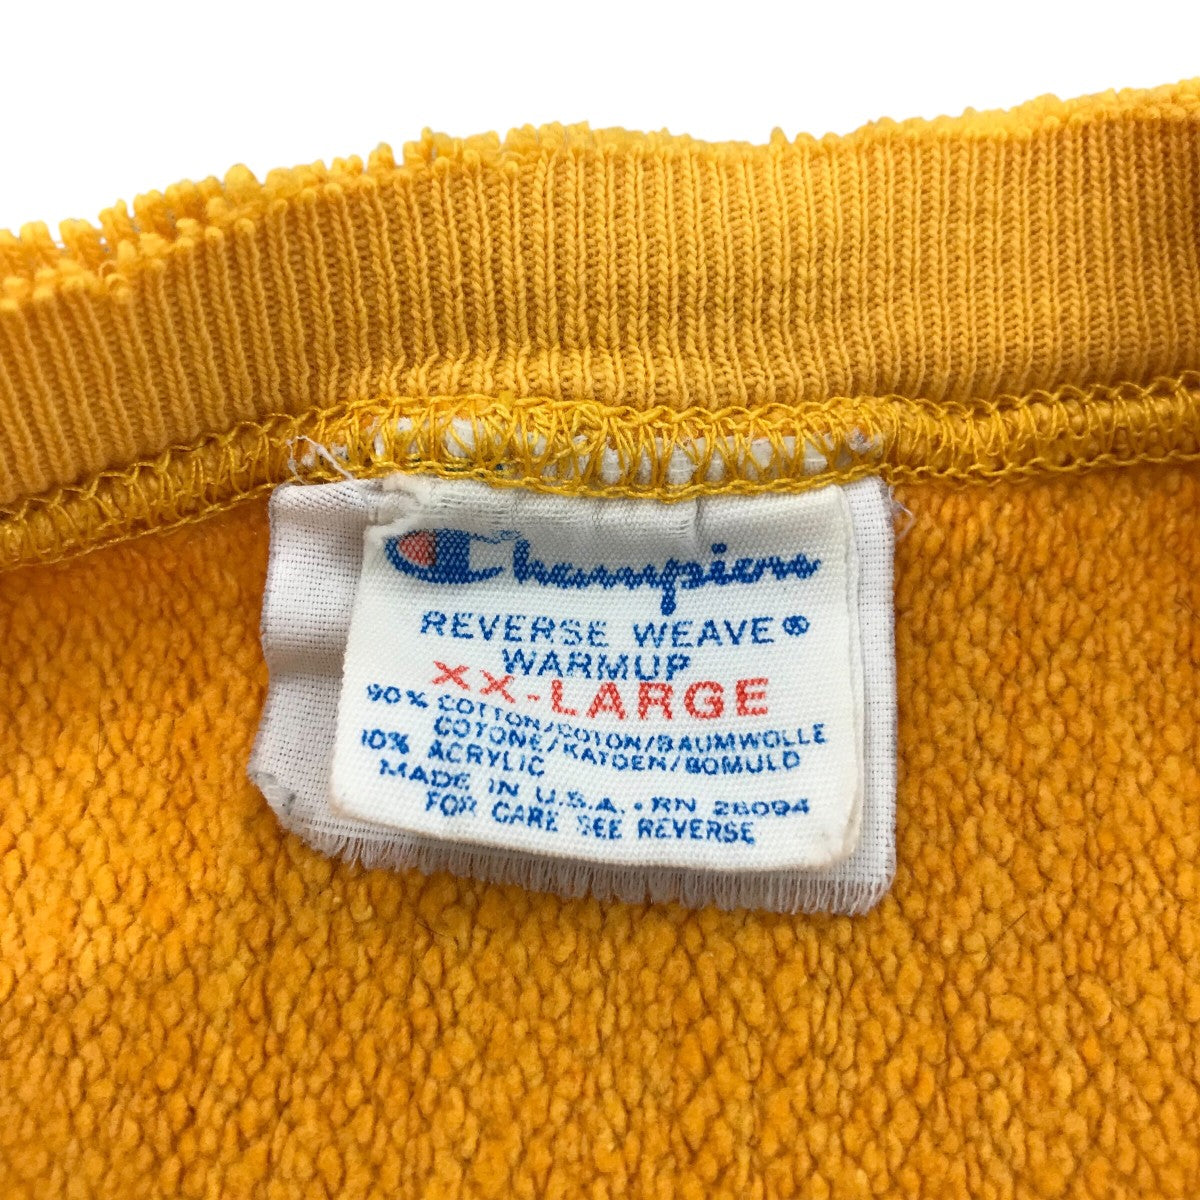 Champion
REVERSE WEAVE®
WARMUP
XX-LARGE
90% COTTON/COTON/BAUMWOLLE
COTONE/KATOEN/BOMULD
10% ACRYLIC
MADE IN U.S.A. • RN 26094
FOR CARE SEE REVERSE